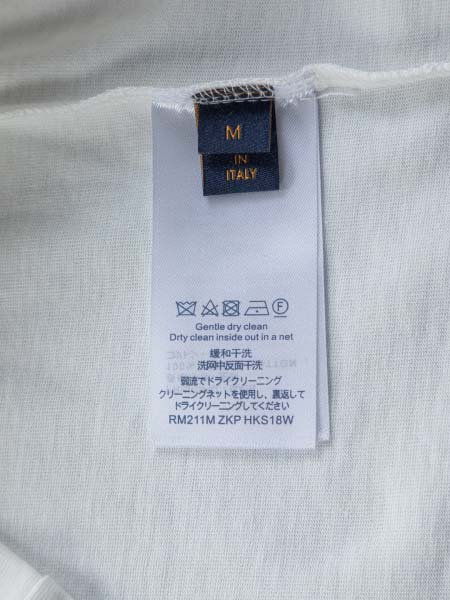 M
IN
ITALY
Gentle dry clean
Drty clean inside out in a net
缓和干洗
洗网中反面干洗
弱流でドライクリーニング
クリーニングネットを使用し、裏返して
ドライクリーニングしてください
RM211M ZKP HKS18W